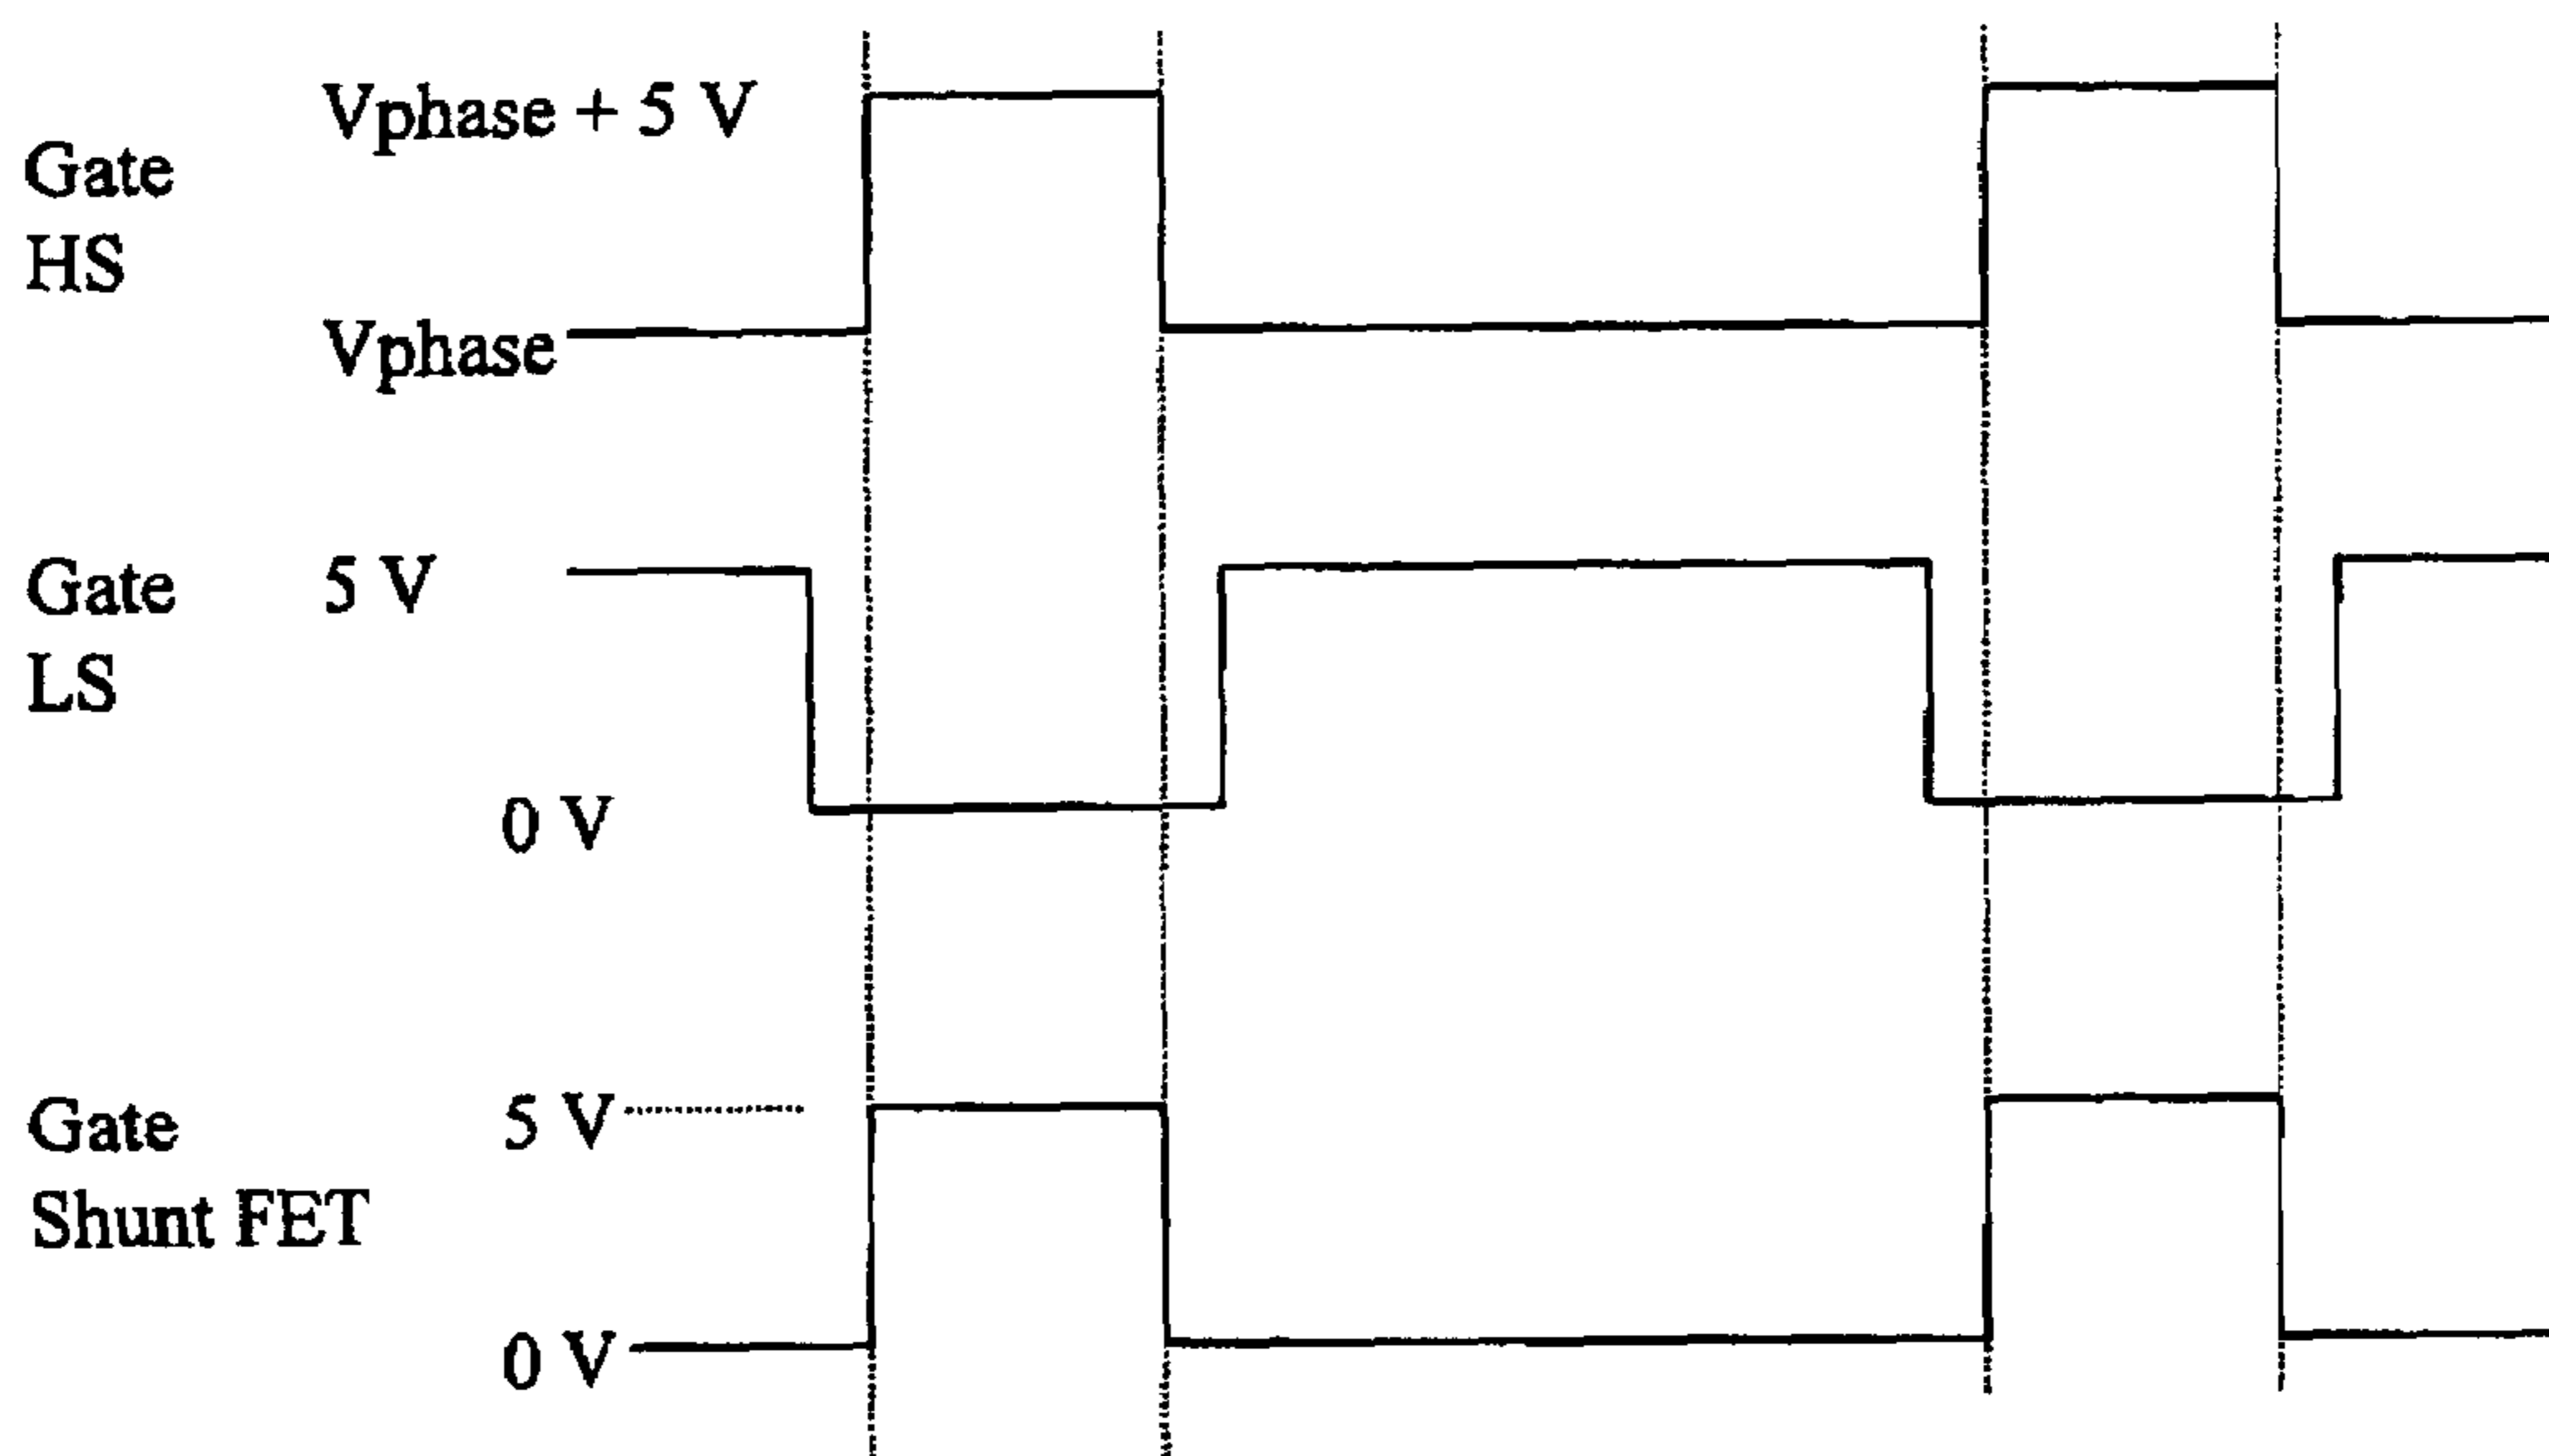 Vphase + 5 V
Gate
HS
Vphase
Gate
LS
5 V
0 V
Gate
Shunt FET
5 V
0 V